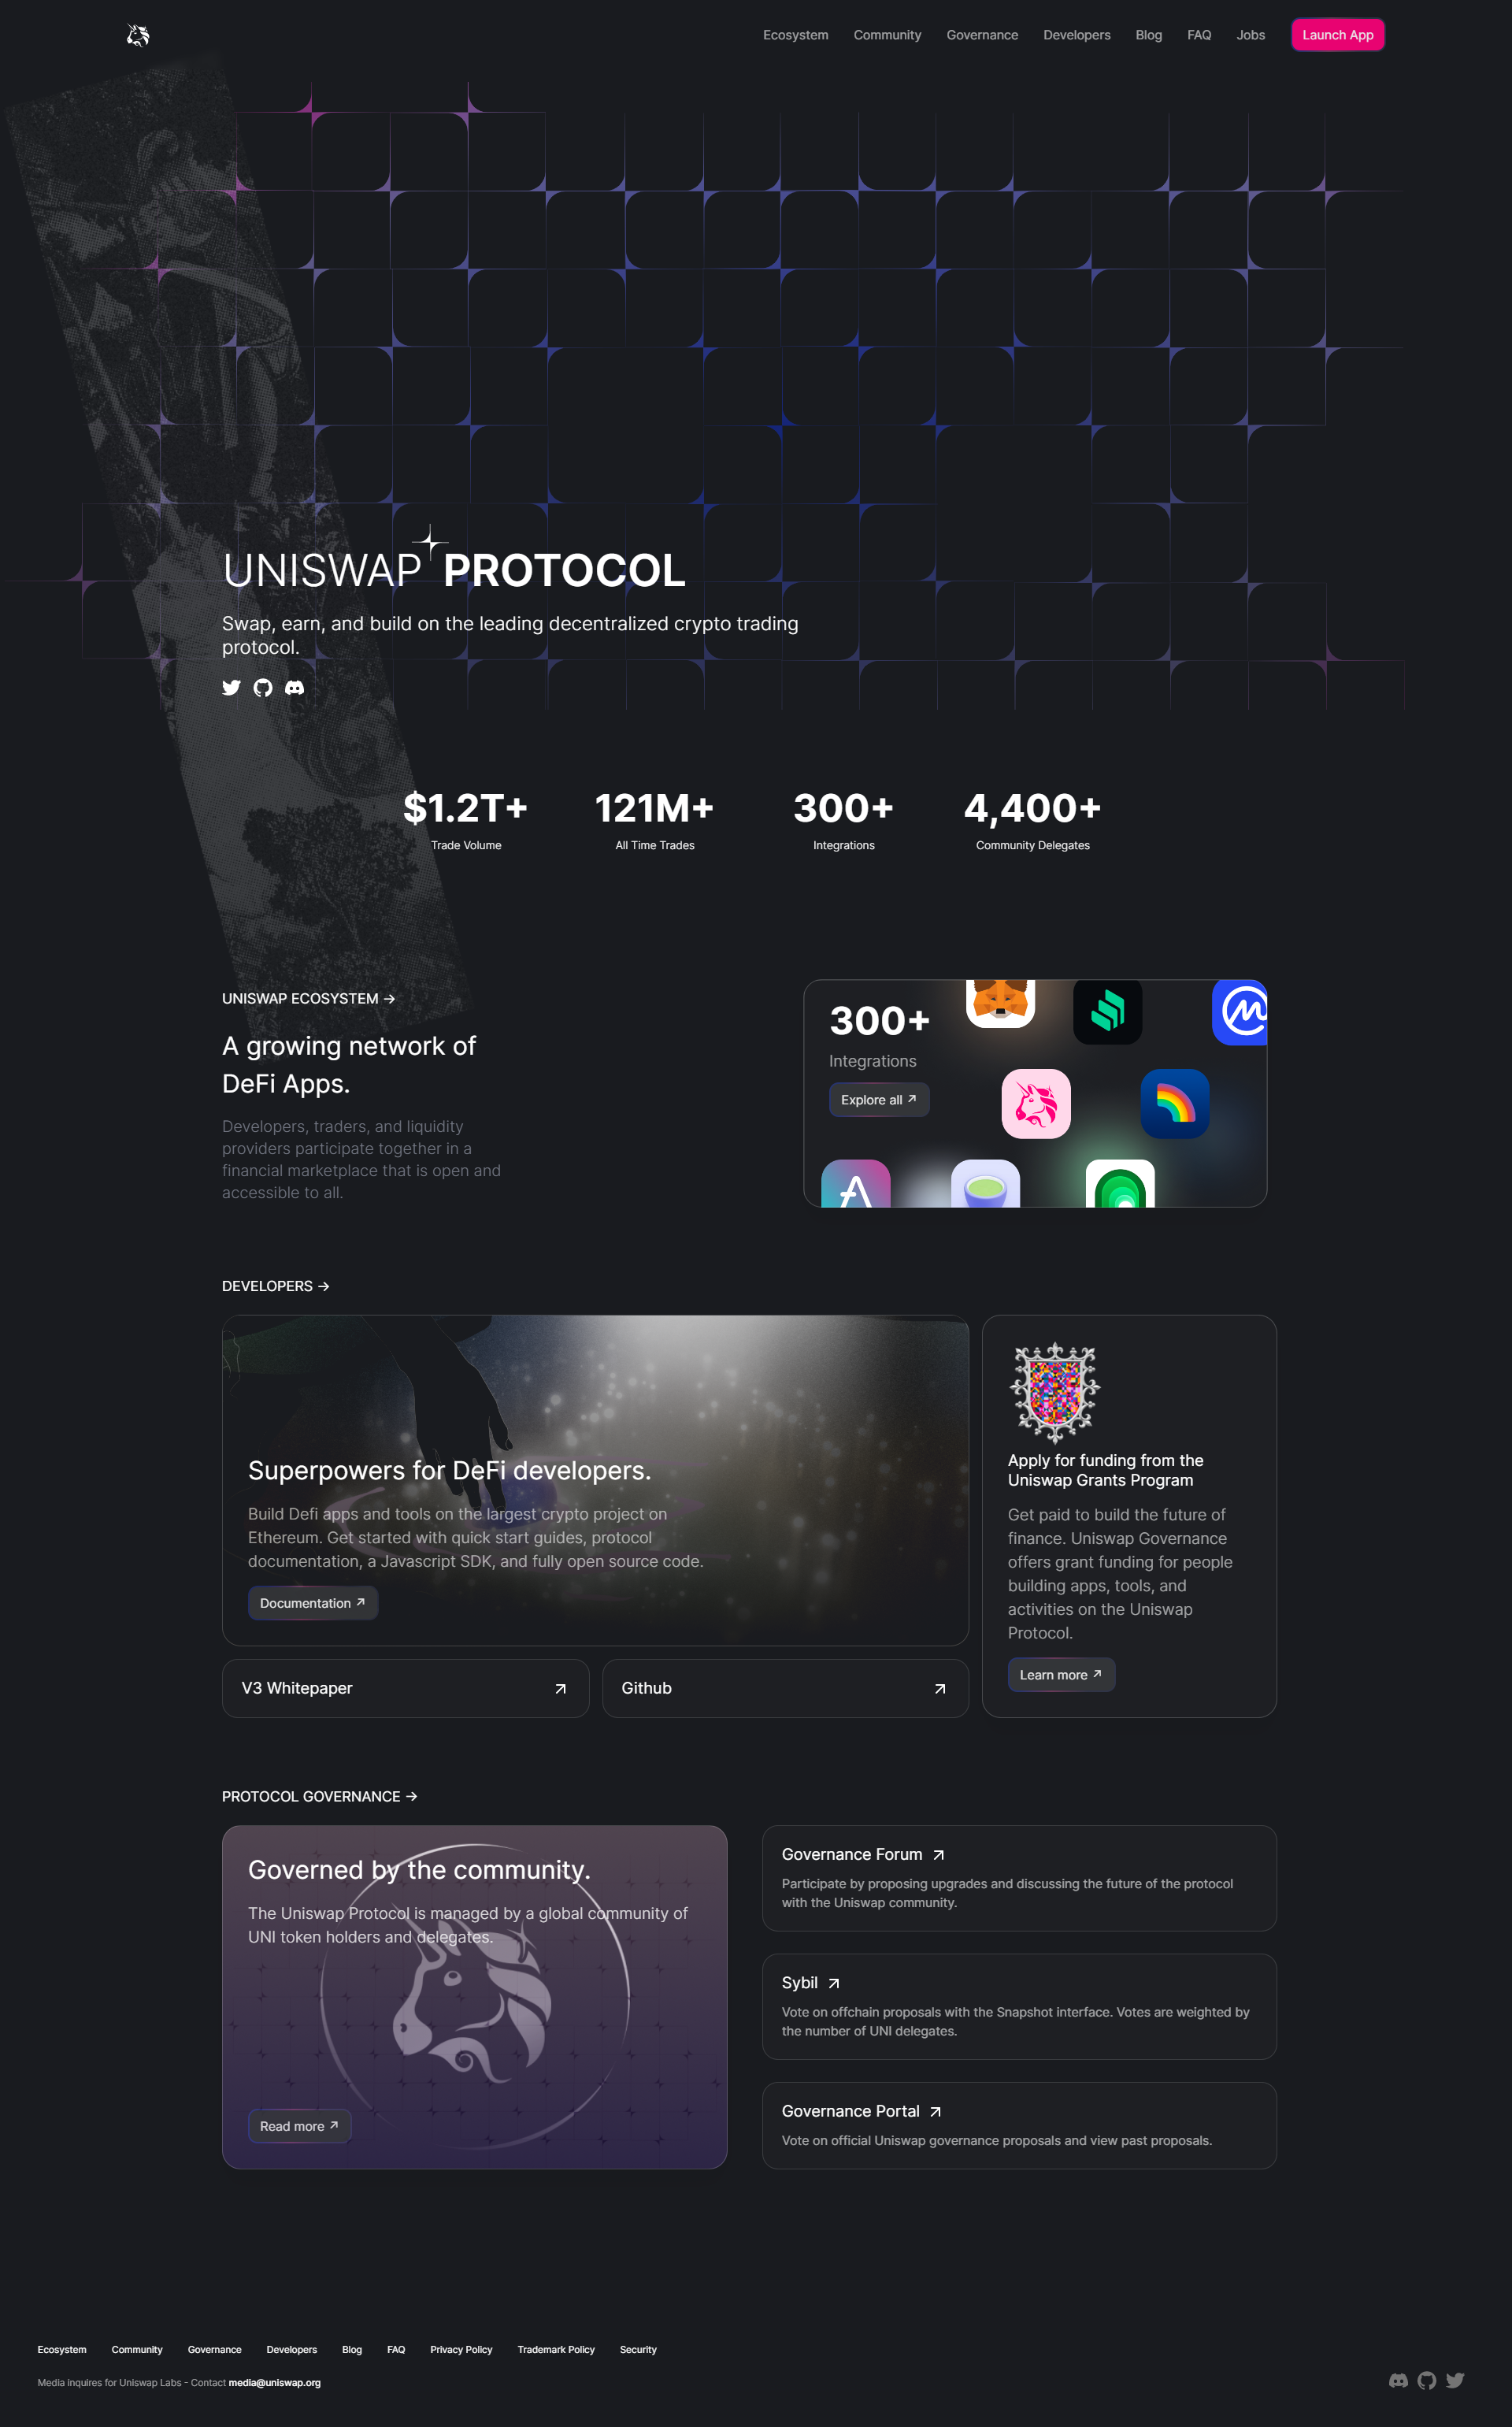 Ecosystem Community Governance Developers Blog FAQ Jobs Launch App
UNISWAP PROTOCOL
Swap, earn, and build on the leading decentralized crypto trading
protocol.
$1.2T+ 121M+ 300+ 4,400+
Trade Volume All Time Trades Integrations Community Delegates
UNISWAP ECOSYSTEM →
A growing network of
DeFi Apps.
Developers, traders, and liquidity
providers participate together in a
financial marketplace that is open and
accessible to all.
300+
Integrations
Explore all ↗
DEVELOPERS →
Superpowers for DeFi developers.
Build Defi apps and tools on the largest crypto project on
Ethereum. Get started with quick start guides, protocol
documentation, a Javascript SDK, and fully open source code.
Documentation ↗
V3 Whitepaper ↗
Github ↗
Apply for funding from the
Uniswap Grants Program
Get paid to build the future of
finance. Uniswap Governance
offers grant funding for people
building apps, tools, and
activities on the Uniswap
Protocol.
Learn more ↗
PROTOCOL GOVERNANCE →
Governed by the community.
The Uniswap Protocol is managed by a global community of
UNI token holders and delegates.
Read more ↗
Governance Forum ↗
Participate by proposing upgrades and discussing the future of the protocol
with the Uniswap community.
Sybil ↗
Vote on offchain proposals with the Snapshot interface. Votes are weighted by
the number of UNI delegates.
Governance Portal ↗
Vote on official Uniswap governance proposals and view past proposals.
Ecosystem Community Governance Developers Blog FAQ Privacy Policy Trademark Policy Security
Media inquires for Uniswap Labs - Contact media@uniswap.org